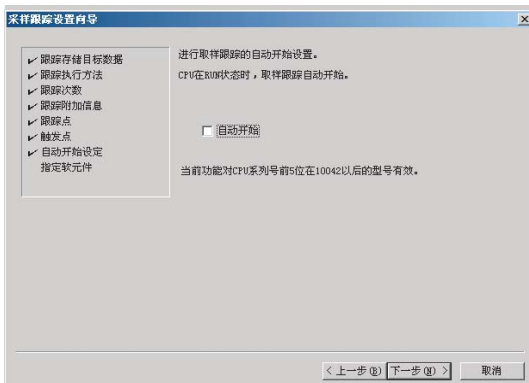 采样跟踪设置向导
跟踪存储目标数据
跟踪执行方法
跟踪次数
跟踪附加信息
跟踪点
触发点
自动开始设定
指定软元件
进行取样跟踪的自动开始设置。
CPU在RUN状态时，取样跟踪自动开始。
自动开始
当前功能对CPU系列号前5位在10042以后的型号有效。
< 上一步(B)
下一步(N) >
取消